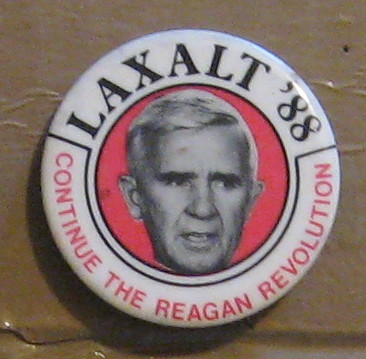 LAXALT '88
CONTINUE THE REAGAN REVOLUTION